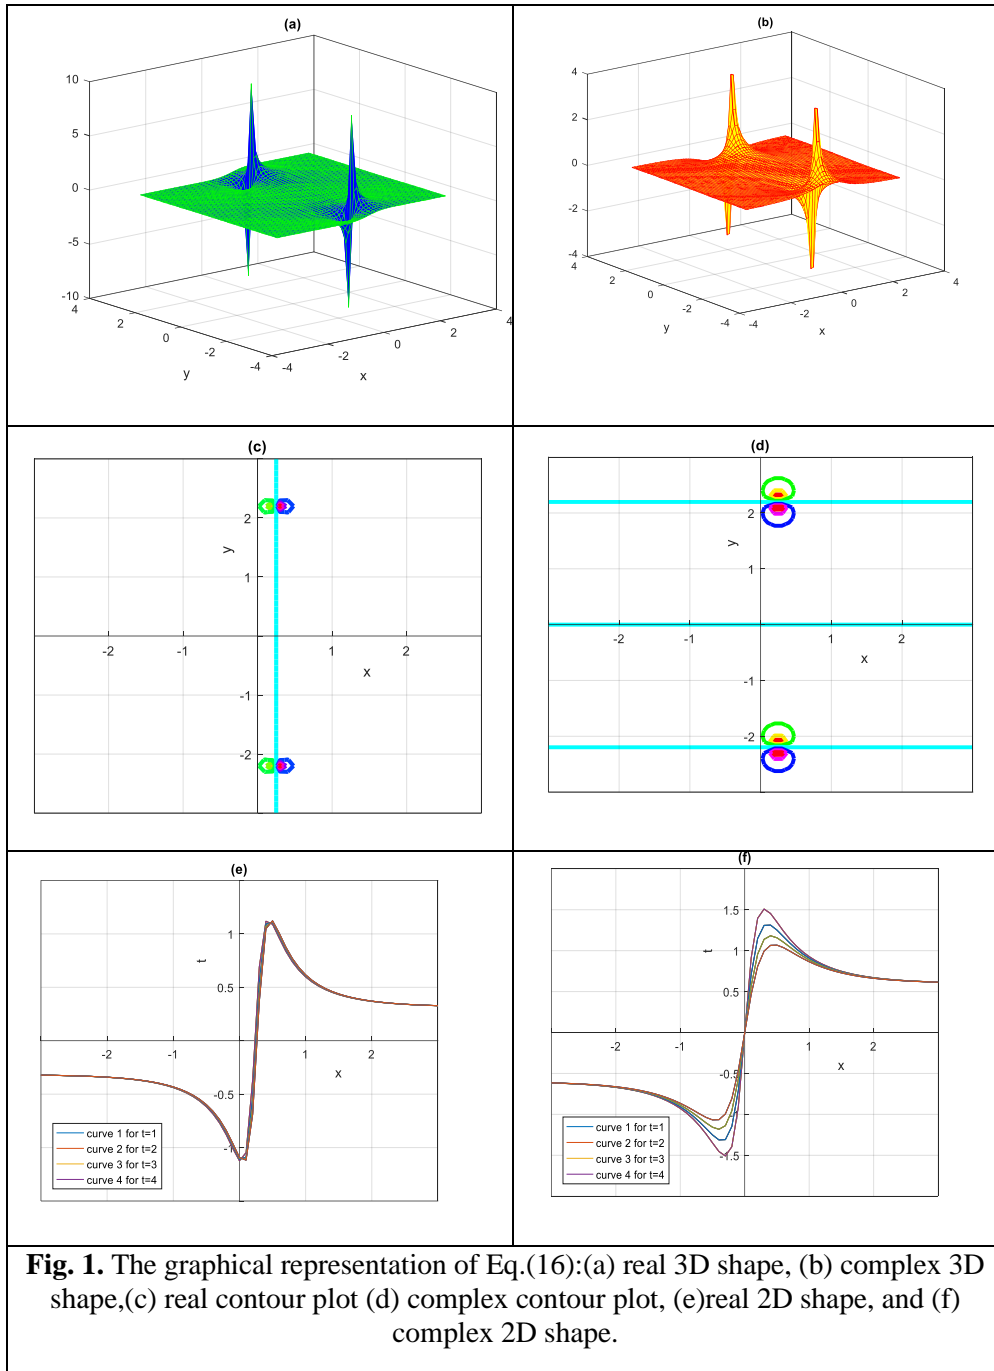 (a)
10
5
0
-5
-10
4
2
0
-2
-4
y
-4
-2
0
2
4
x
(b)
4
2
0
-2
-4
4
2
0
-2
-4
y
-4
-2
0
2
4
x
(c)
2
y
1
-2
-1
1
2
x
-1
-2
(d)
2
y
1
-2
-1
1
2
x
-1
-2
(e)
1
t
0.5
-2
-1
1
2
x
-0.5
-1
curve 1 for t=1
curve 2 for t=2
curve 3 for t=3
curve 4 for t=4
(f)
1.5
t
1
0.5
-2
-1
1
2
x
-0.5
-1
-1.5
curve 1 for t=1
curve 2 for t=2
curve 3 for t=3
curve 4 for t=4
Fig. 1. The graphical representation of Eq.(16):(a) real 3D shape, (b) complex 3D
shape,(c) real contour plot (d) complex contour plot, (e)real 2D shape, and (f)
complex 2D shape.